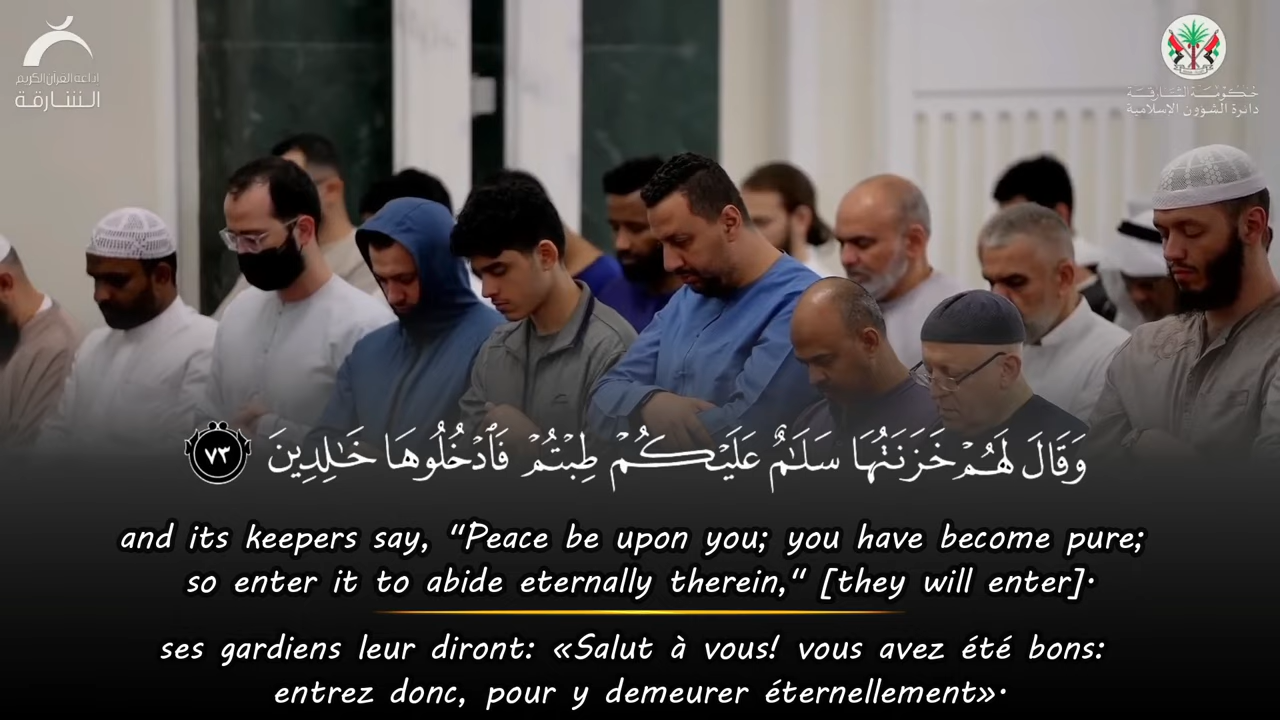 اذاعة القرآن الكريم
الشارقة
حكومة الشارقة
دائرة الشؤون الاسلامية
وَقَالَ لَهُمْ خَزَنَتُهَا سَلَـٰمٌ عَلَيْكُمْ طِبْتُمْ فَٱدْخُلُوهَا خَـٰلِدِينَ ٧٣
and its keepers say, "Peace be upon you; you have become pure;
so enter it to abide eternally therein," [they will enter].
ses gardiens leur diront: «Salut à vous! vous avez été bons:
entrez donc, pour y demeurer éternellement».